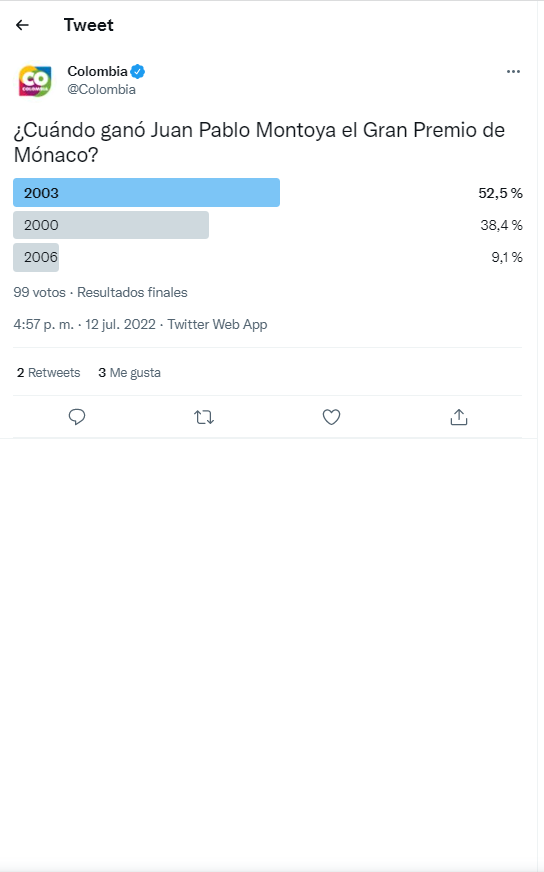 Tweet
CO
COLOMBIA
Colombia
@Colombia
¿Cuándo ganó Juan Pablo Montoya el Gran Premio de
Mónaco?
2003 52,5 %
2000 38,4 %
2006 9,1 %
99 votos · Resultados finales
4:57 p. m. · 12 jul. 2022 · Twitter Web App
2 Retweets 3 Me gusta